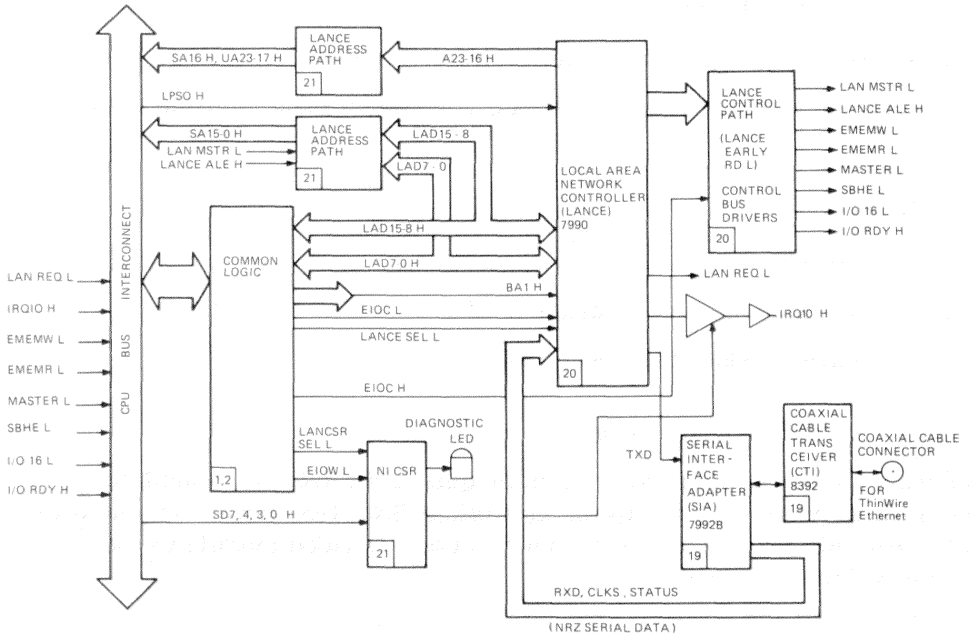 LANCE
ADDRESS
PATH
21
SA16 H, UA23-17 H
A23-16 H
LPSO H
SA15-0 H
LAN MSTR L
LANCE ALE H
LANCE
ADDRESS
PATH
21
LAD15 - 8
LAD7 - 0
LOCAL AREA
NETWORK
CONTROLLER
(LANCE)
7990
20
LANCE
CONTROL
PATH
(LANCE
EARLY
RD L)
CONTROL
BUS
DRIVERS
20
LAN MSTR L
LANCE ALE H
EMEMW L
EMEMR L
MASTER L
SBHE L
I/O 16 L
I/O RDY H
LAN REQ L
IRQ10 H
EMEMW L
EMEMR L
MASTER L
SBHE L
I/O 16 L
I/O RDY H
CPU BUS INTERCONNECT
COMMON
LOGIC
1,2
LAD15-8 H
LAD7 0 H
BA1 H
EIOC L
LANCE SEL L
EIOC H
LAN REQ L
IRQ10 H
LANCSR
SEL L
EIOW L
SD7, 4, 3, 0 H
NI CSR
21
DIAGNOSTIC
LED
TXD
SERIAL
INTER-
FACE
ADAPTER
(SIA)
7992B
19
COAXIAL
CABLE
TRANS
CEIVER
(CTI)
8392
19
COAXIAL CABLE
CONNECTOR
FOR
ThinWire
Ethernet
RXD, CLKS , STATUS
(NRZ SERIAL DATA)